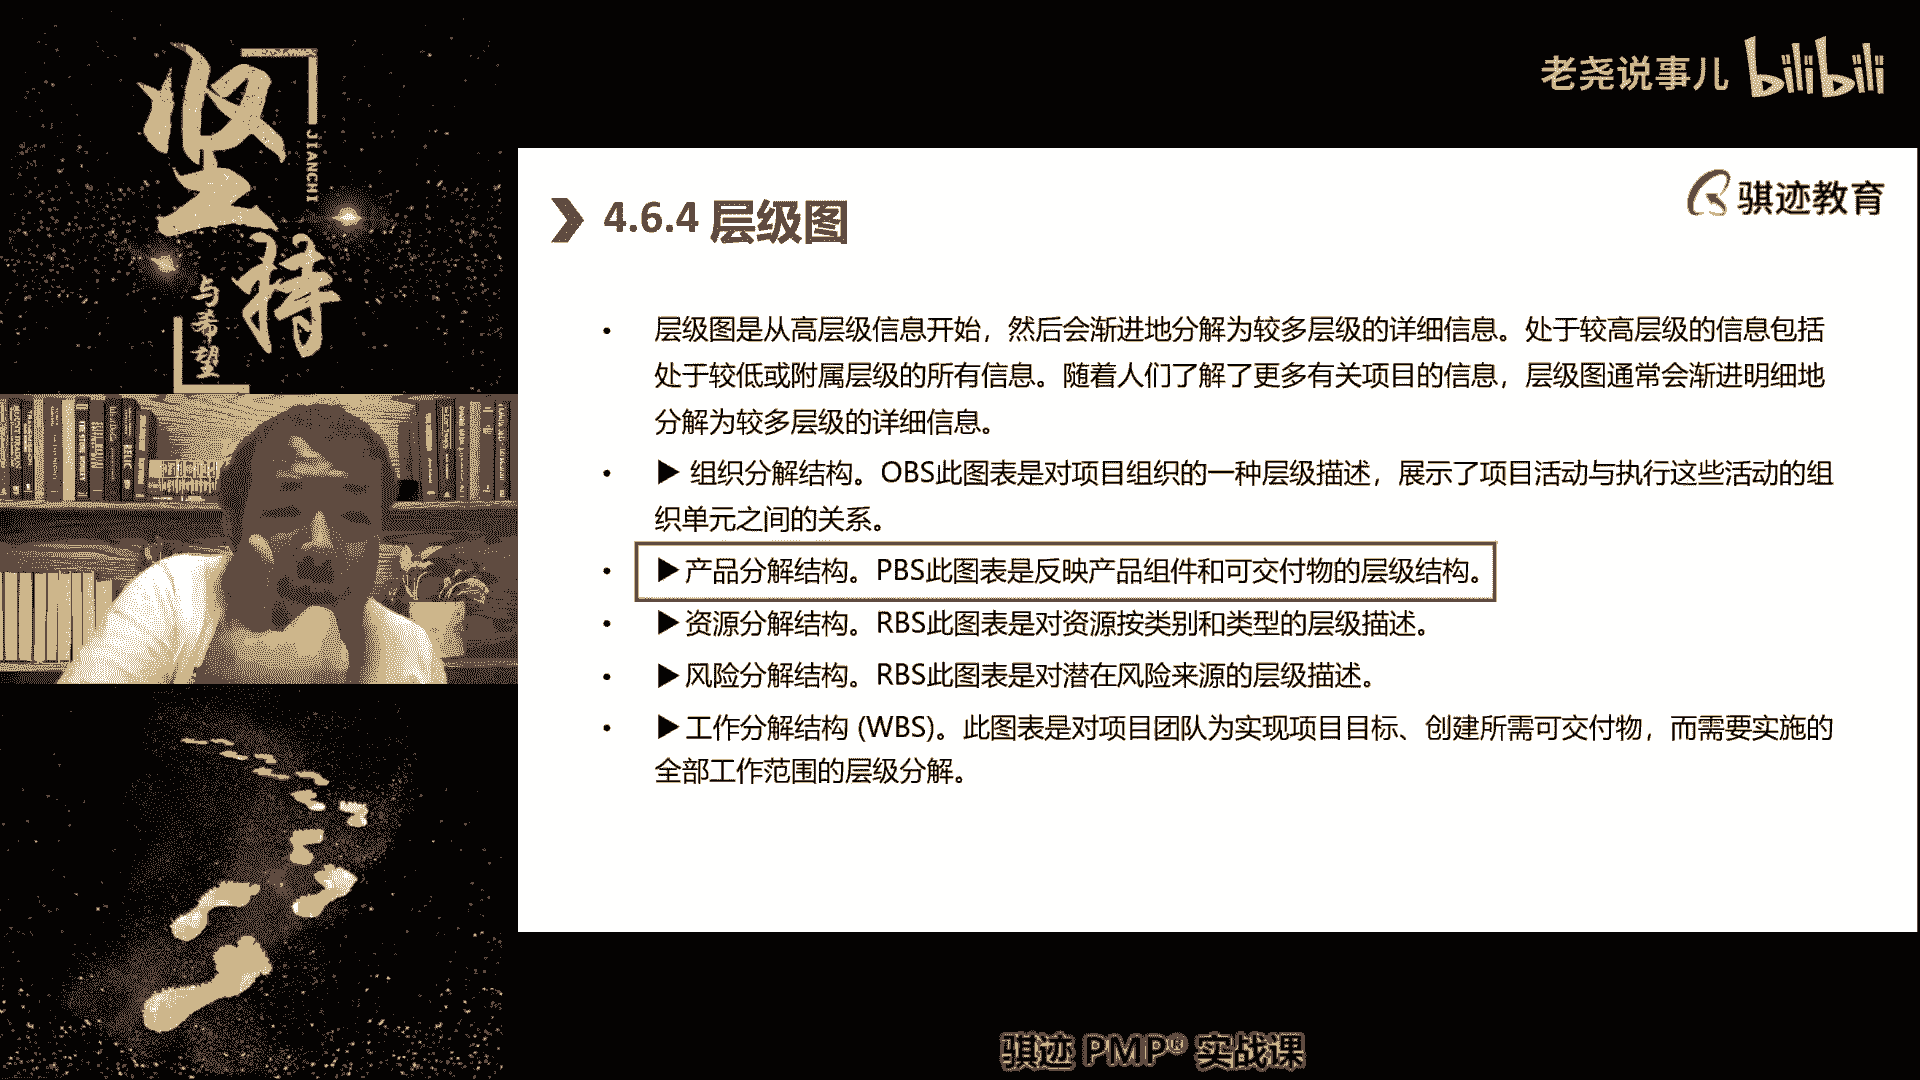 坚持
JIANCHI
与希望
老尧说事儿 bilibili
骐迹教育
4.6.4 层级图
• 层级图是从高层级信息开始，然后会渐进地分解为较多层级的详细信息。处于较高层级的信息包括
处于较低或附属层级的所有信息。随着人们了解了更多有关项目的信息，层级图通常会渐进明细地
分解为较多层级的详细信息。
• ▶ 组织分解结构。OBS此图表是对项目组织的一种层级描述，展示了项目活动与执行这些活动的组
织单元之间的关系。
• ▶产品分解结构。PBS此图表是反映产品组件和可交付物的层级结构。
• ▶资源分解结构。RBS此图表是对资源按类别和类型的层级描述。
• ▶风险分解结构。RBS此图表是对潜在风险来源的层级描述。
• ▶工作分解结构 (WBS)。此图表是对项目团队为实现项目目标、创建所需可交付物，而需要实施的
全部工作范围的层级分解。
骐迹 PMP® 实战课